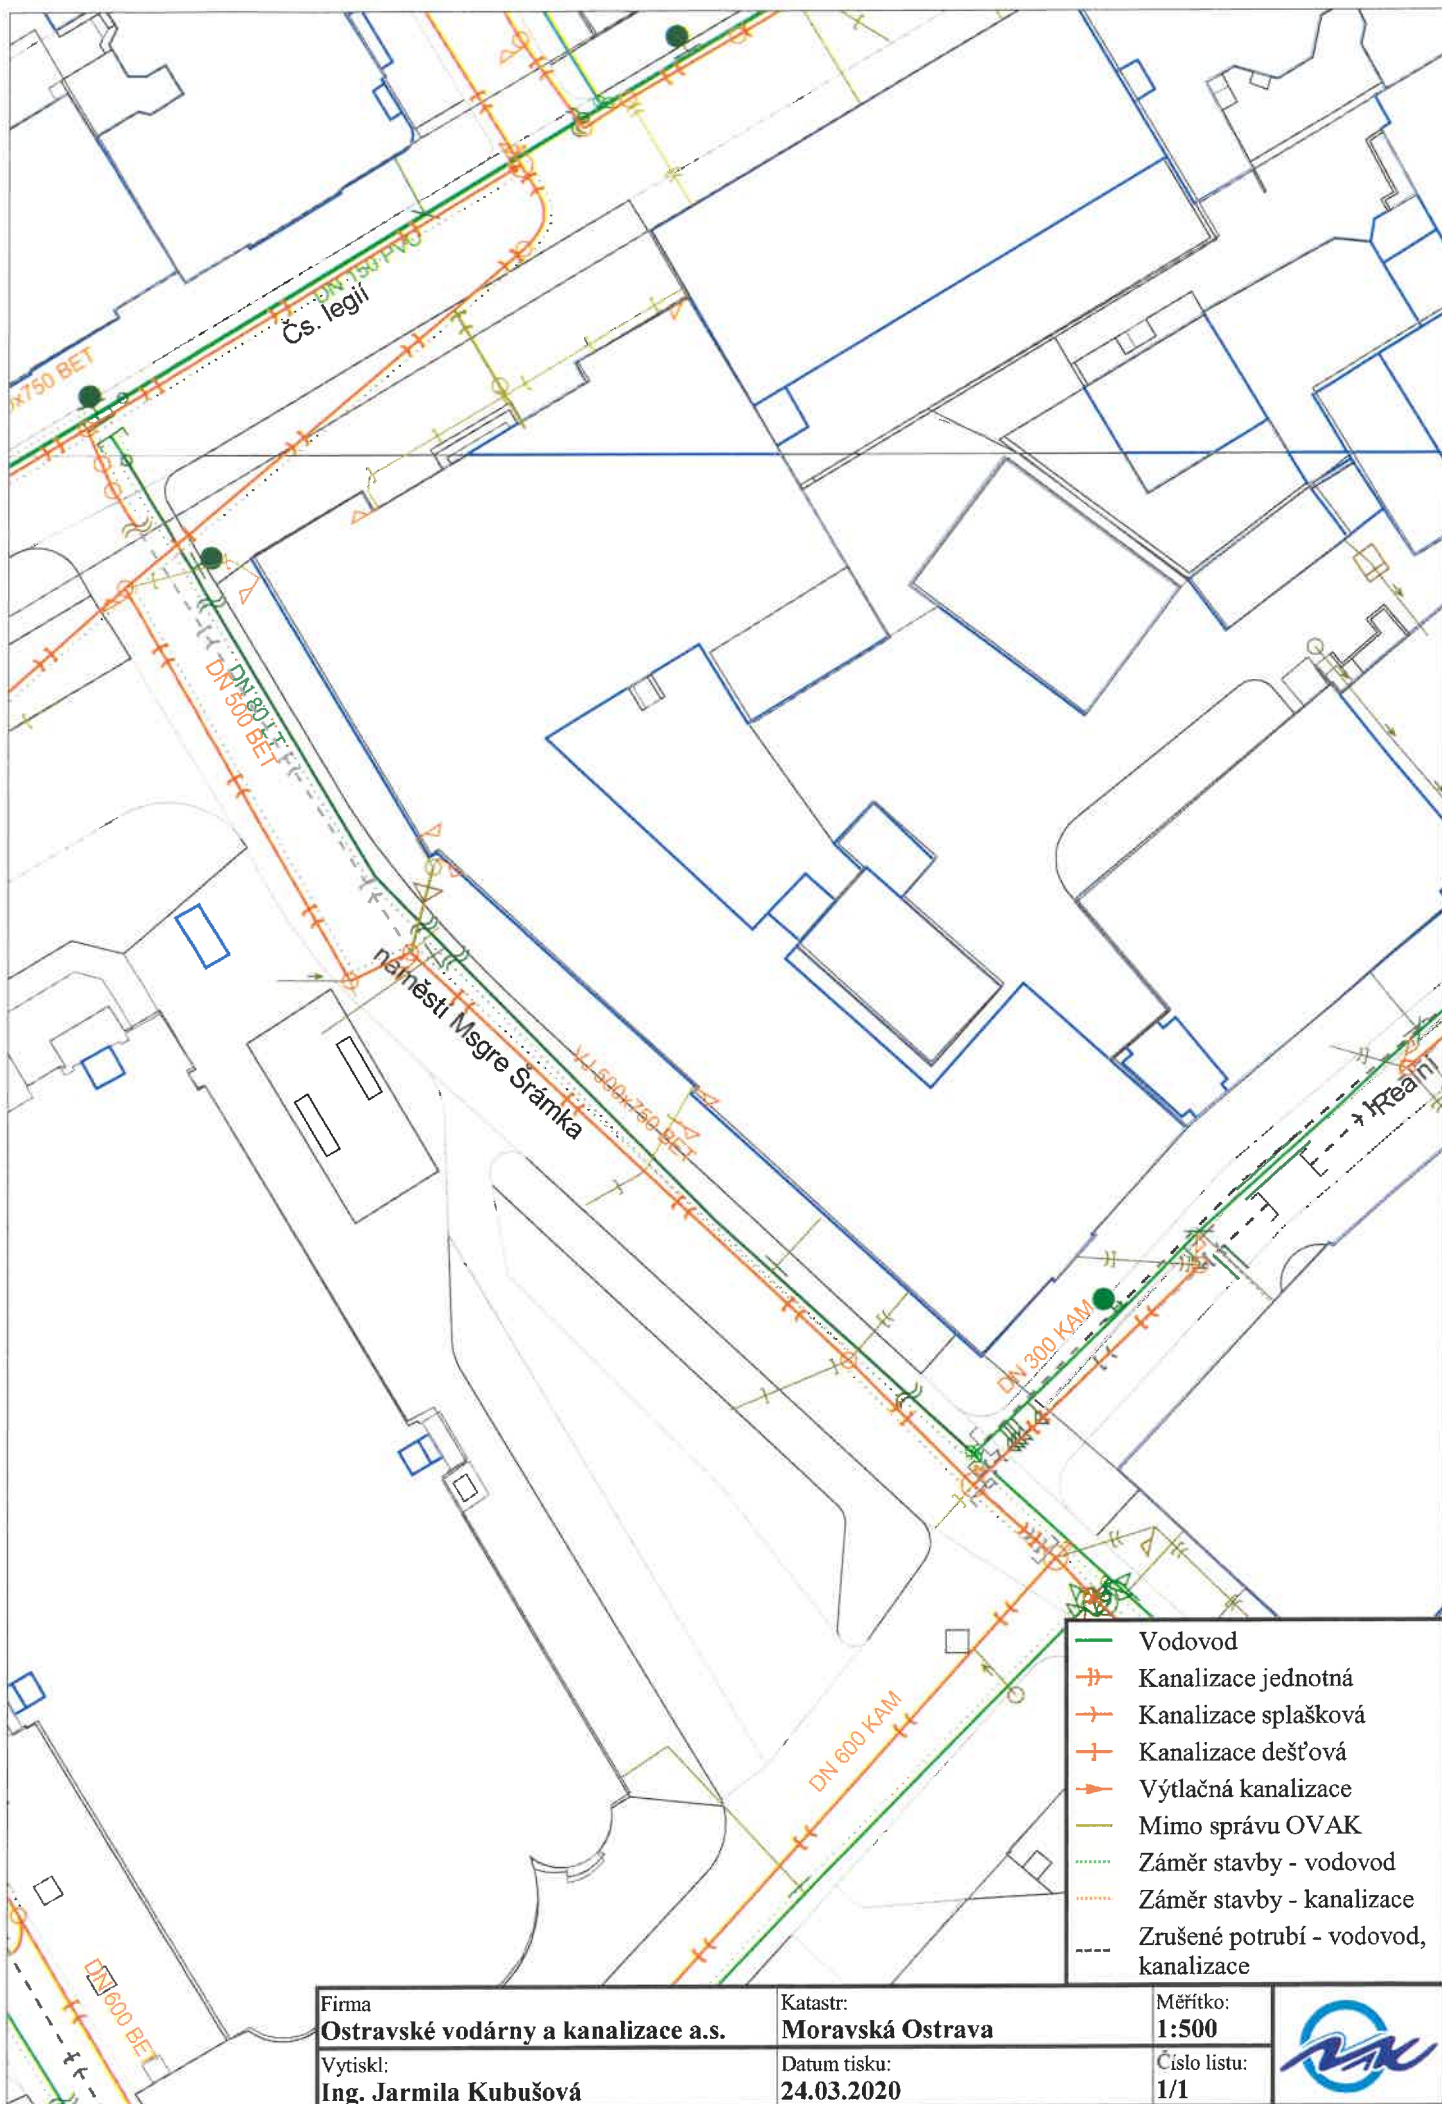 DN 150 PVC
Čs. legií
x750 BET
DN 80 LT
DN 500 BET
náměstí Msgre Šrámka
VJ 500x750 BET
Reální
DN 300 KAM
DN 600 KAM
DN 600 BET
Vodovod
Kanalizace jednotná
Kanalizace splašková
Kanalizace dešťová
Výtlačná kanalizace
Mimo správu OVAK
Záměr stavby - vodovod
Záměr stavby - kanalizace
Zrušené potrubí - vodovod,
kanalizace
Firma
Ostravské vodárny a kanalizace a.s.
Katastr:
Moravská Ostrava
Měřítko:
1:500
Vytiskl:
Ing. Jarmila Kubušová
Datum tisku:
24.03.2020
Číslo listu:
1/1